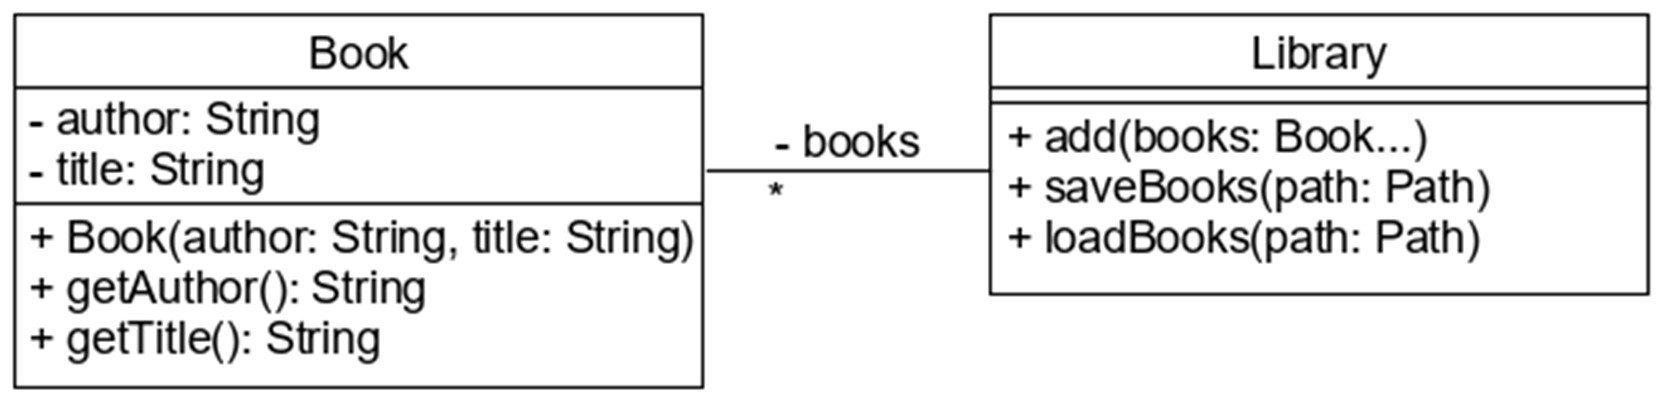 Book
- author: String
- title: String
+ Book(author: String, title: String)
+ getAuthor(): String
+ getTitle(): String
- books
*
Library
+ add(books: Book...)
+ saveBooks(path: Path)
+ loadBooks(path: Path)